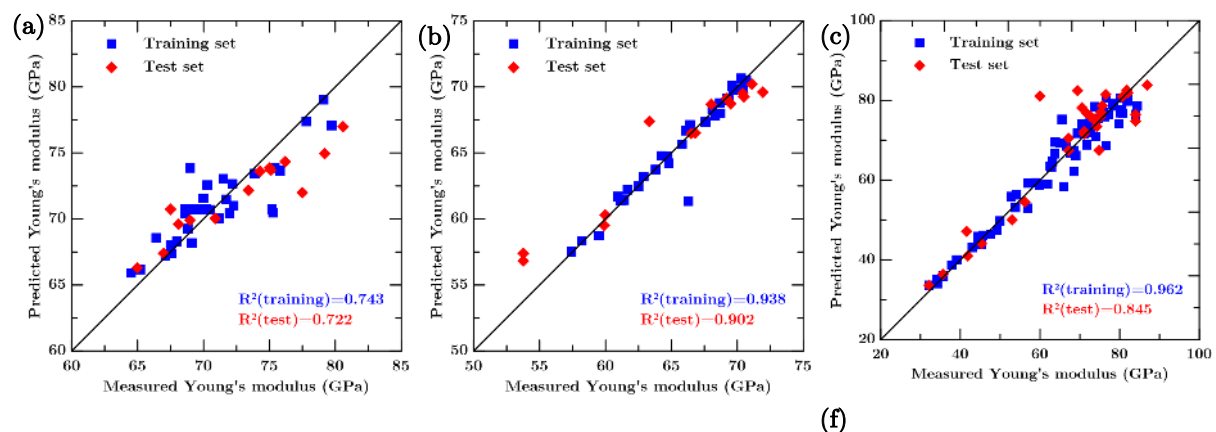 (a)
Training set
Test set
R²(training)=0.743
R²(test)=0.722
85
80
75
70
65
60
60
65
70
75
80
85
Predicted Young's modulus (GPa)
Measured Young's modulus (GPa)
(b)
Training set
Test set
R²(training)=0.938
R²(test)=0.902
75
70
65
60
55
50
50
55
60
65
70
75
Predicted Young's modulus (GPa)
Measured Young's modulus (GPa)
(c)
Training set
Test set
R²(training)=0.962
R²(test)=0.845
100
80
60
40
20
20
40
60
80
100
Predicted Young's modulus (GPa)
Measured Young's modulus (GPa)
(f)